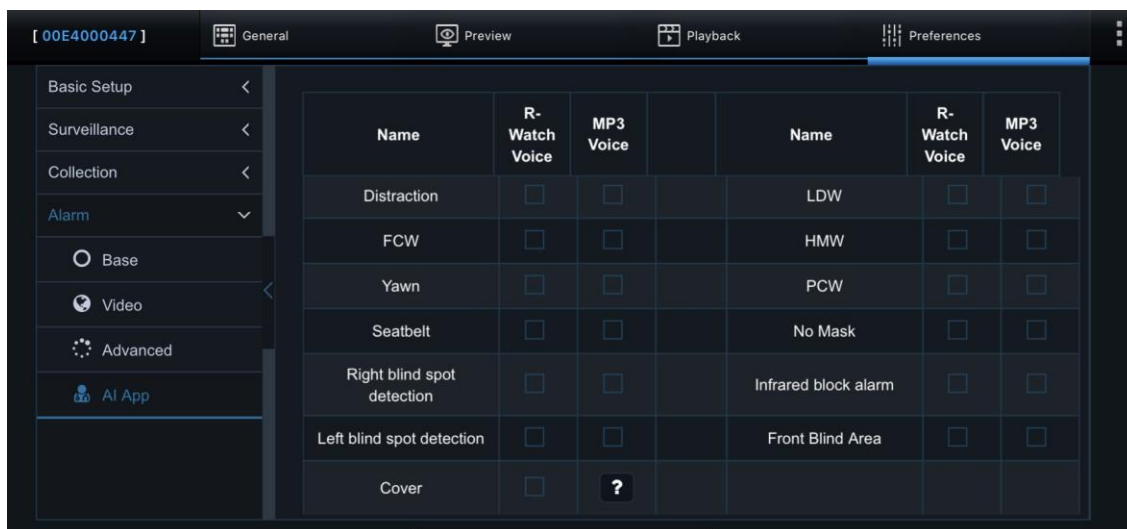 [ 00E4000447 ] General Preview Playback Preferences
Basic Setup
Surveillance
Collection
Alarm
Base
Video
Advanced
AI App
Name R-Watch Voice MP3 Voice Name R-Watch Voice MP3 Voice
Distraction LDW
FCW HMW
Yawn PCW
Seatbelt No Mask
Right blind spot
detection Infrared block alarm
Left blind spot detection Front Blind Area
Cover ?